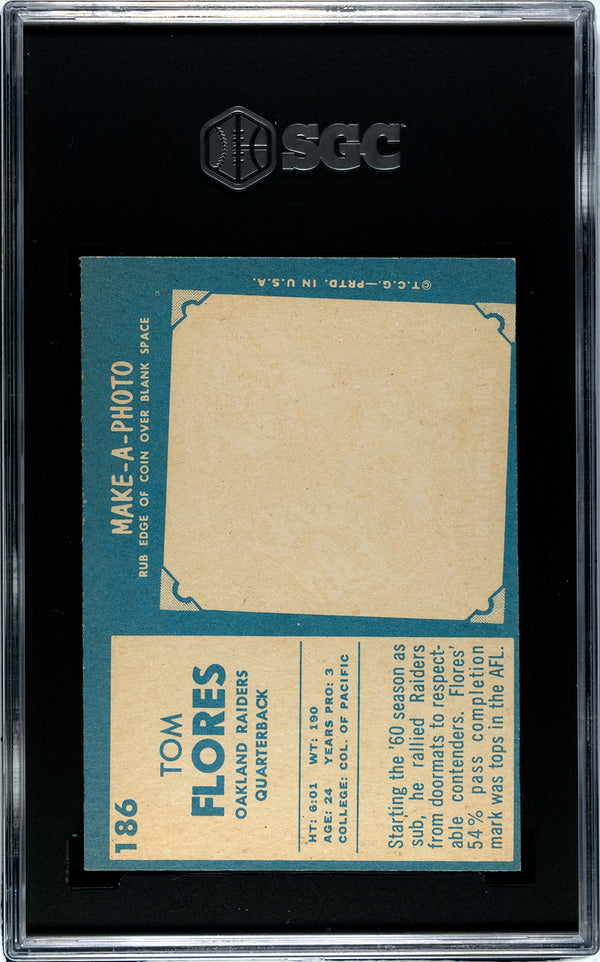 SGC
186
TOM
FLORES
OAKLAND RAIDERS
QUARTERBACK
HT: 6:01 WT: 190
AGE: 24 YEARS PRO: 3
COLLEGE: COL. OF PACIFIC
Starting the '60 season as
sub, he rallied Raiders
from doormats to respect-
able contenders. Flores'
54% pass completion
mark was tops in the AFL.
MAKE-A-PHOTO
RUB EDGE OF COIN OVER BLANK SPACE
©T.C.G.—PRTD. IN U.S.A.